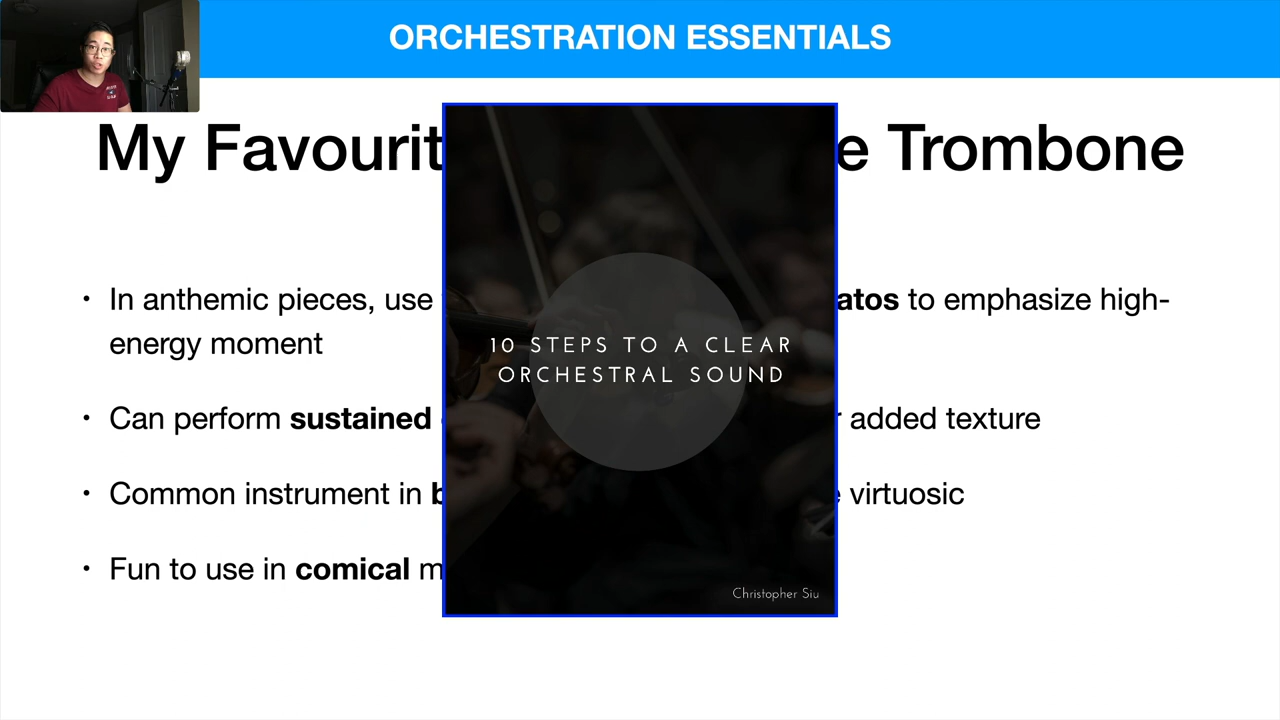 ORCHESTRATION ESSENTIALS
My Favourit e Trombone
In anthemic pieces, use atos to emphasize high-
energy moment
Can perform sustained added texture
Common instrument in virtuosic
Fun to use in comical
10 STEPS TO A CLEAR
ORCHESTRAL SOUND
Christopher Siu